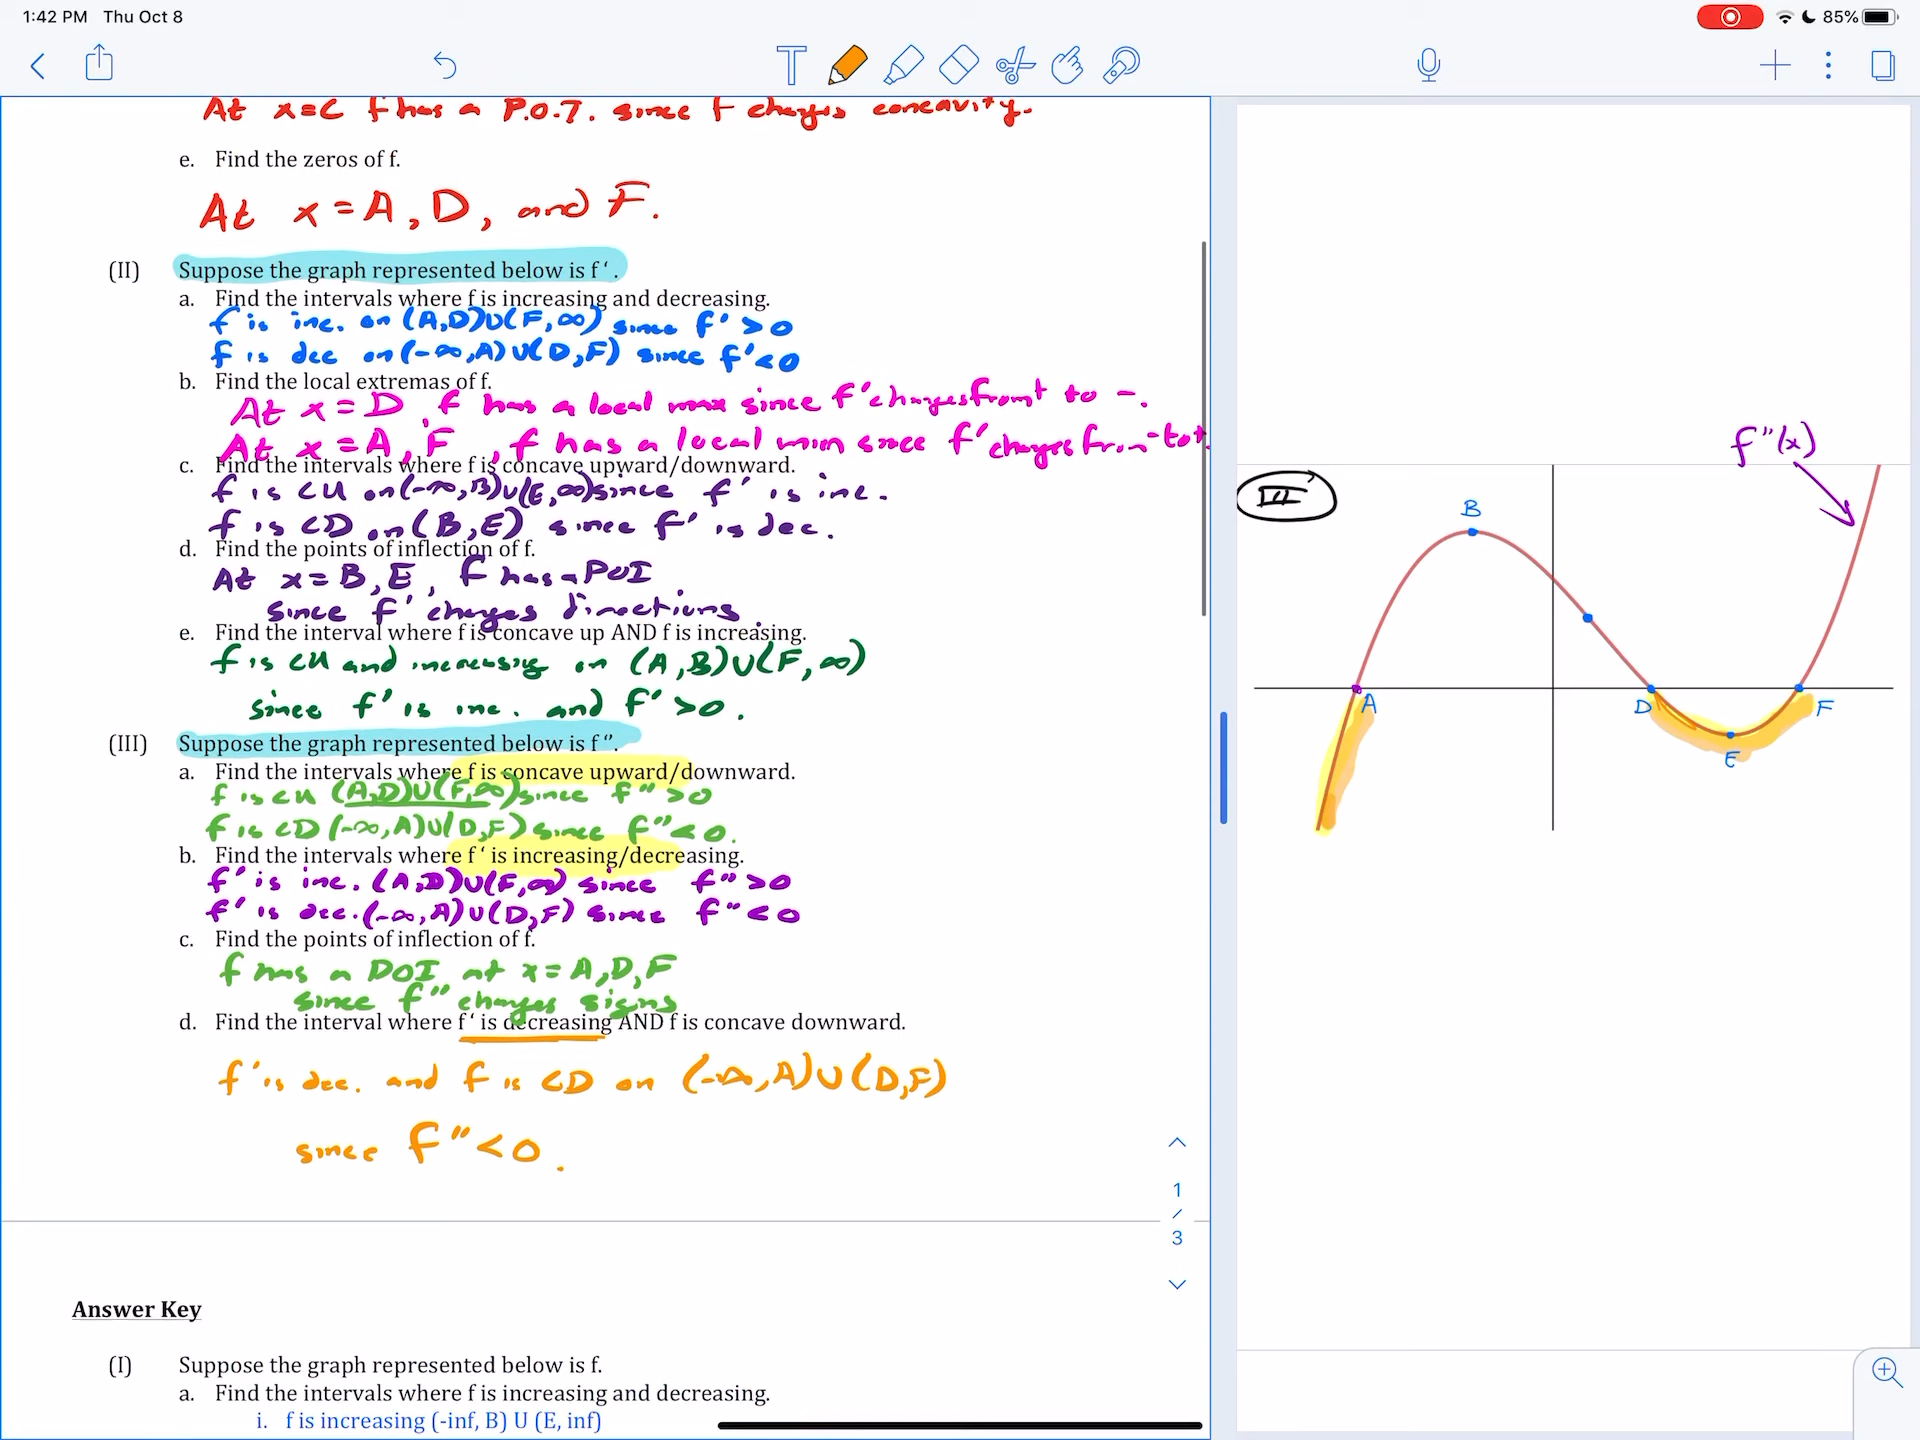 1:42 PM Thu Oct 8
85%
At x=C f has a P.O.I. since f changes concavity.
e. Find the zeros of f.
At x=A, D, and F.
(II) Suppose the graph represented below is f ‘ .
a. Find the intervals where f is increasing and decreasing.
f is inc. on (A,D)U(F,∞) since f'>0
f is dec on (-∞,A)U(D,F) since f'<0
b. Find the local extremas of f.
At x=D, f has a local max since f' changes from + to -.
At x=A, F, f has a local min since f' changes from - to +.
c. Find the intervals where f is concave upward/downward.
f is CU on (-∞,B)U(E,∞) since f' is inc.
f is CD on (B,E) since f' is dec.
d. Find the points of inflection of f.
At x=B,E, f has a POI
since f' changes directions.
e. Find the interval where f is concave up AND f is increasing.
f is CU and increasing on (A,B)U(F,∞)
since f' is inc. and f'>0.
(III) Suppose the graph represented below is f ‘’.
a. Find the intervals where f is concave upward/downward.
f is CU (A,D)U(F,∞) since f">0
f is CD (-∞,A)U(D,F) since f"<0.
b. Find the intervals where f ‘ is increasing/decreasing.
f' is inc. (A,D)U(F,∞) since f">0
f' is dec. (-∞,A)U(D,F) since f"<0
c. Find the points of inflection of f.
f has a POI at x=A,D,F
since f" changes signs
d. Find the interval where f ‘ is decreasing AND f is concave downward.
f' is dec. and f is CD on (-∞,A)U(D,F)
since f"<0.
1
/
3
Answer Key
(I) Suppose the graph represented below is f.
a. Find the intervals where f is increasing and decreasing.
i. f is increasing (-inf, B) U (E, inf)
f"(x)
III
B
A
D
F
E